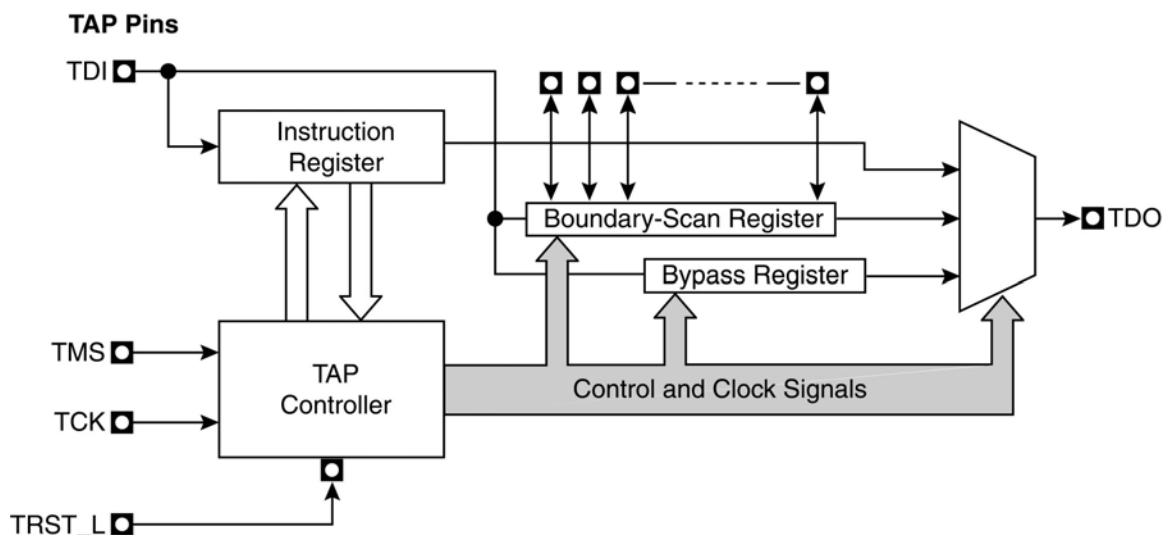 TAP Pins
TDI
Instruction
Register
Boundary-Scan Register
TDO
Bypass Register
TMS
TAP
Controller
Control and Clock Signals
TCK
TRST_L